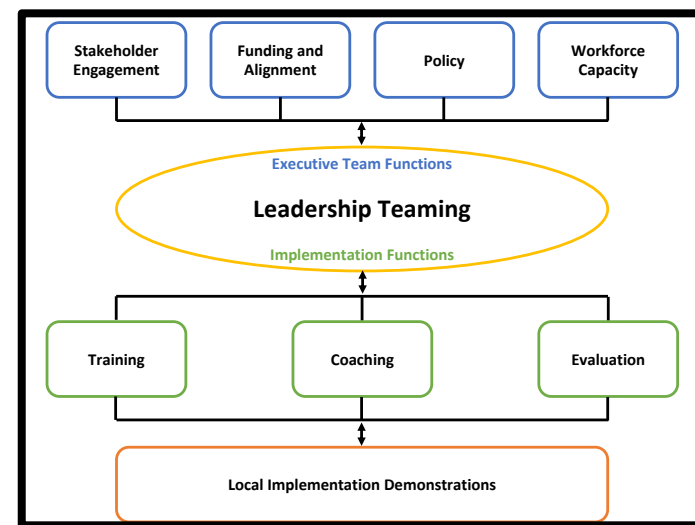 Stakeholder
Engagement
Funding and
Alignment
Policy
Workforce
Capacity
Executive Team Functions
Leadership Teaming
Implementation Functions
Training
Coaching
Evaluation
Local Implementation Demonstrations